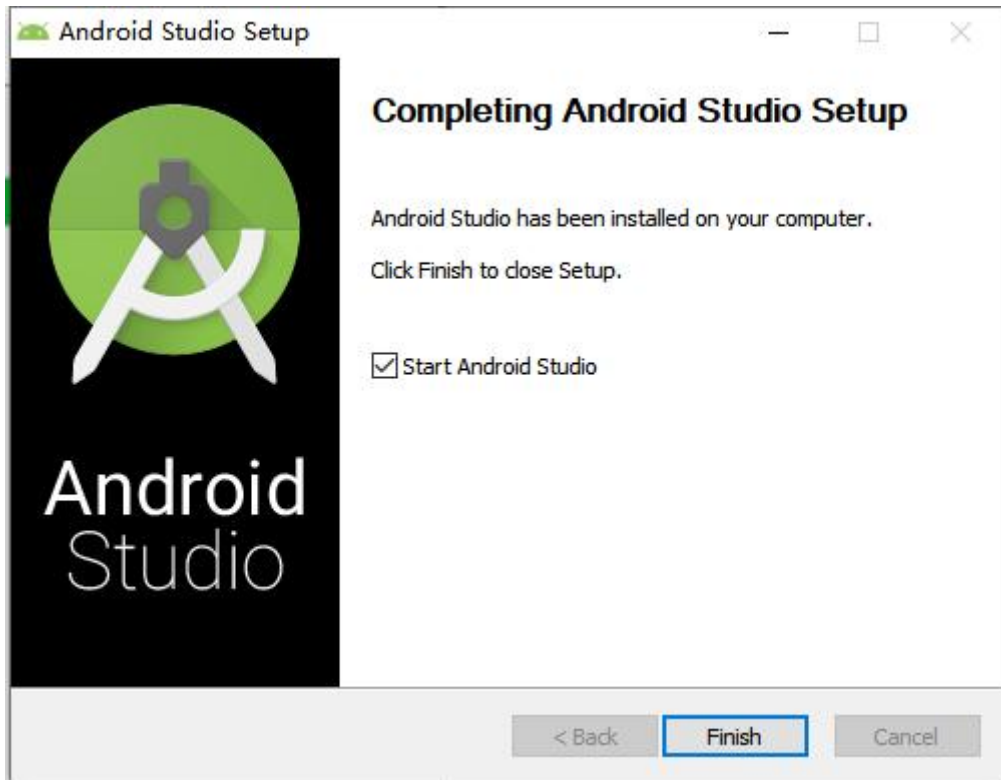 Android Studio Setup
Completing Android Studio Setup
Android Studio has been installed on your computer.
Click Finish to close Setup.
Start Android Studio
Android
Studio
< Back
Finish
Cancel